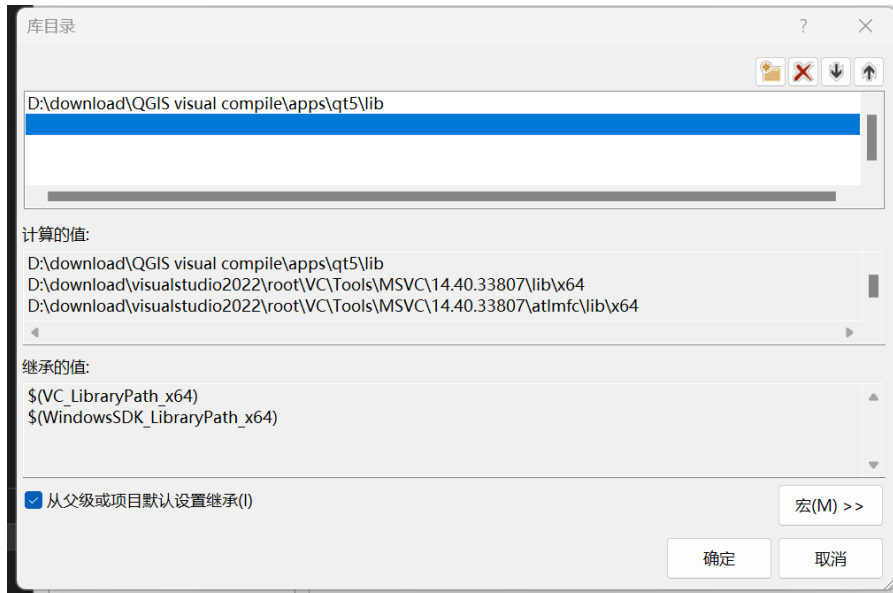 库目录
D:\download\QGIS visual compile\apps\qt5\lib
计算的值:
D:\download\QGIS visual compile\apps\qt5\lib
D:\download\visualstudio2022\root\VC\Tools\MSVC\14.40.33807\lib\x64
D:\download\visualstudio2022\root\VC\Tools\MSVC\14.40.33807\atlmfc\lib\x64
继承的值:
$(VC_LibraryPath_x64)
$(WindowsSDK_LibraryPath_x64)
从父级或项目默认设置继承(I)
宏(M) >>
确定
取消